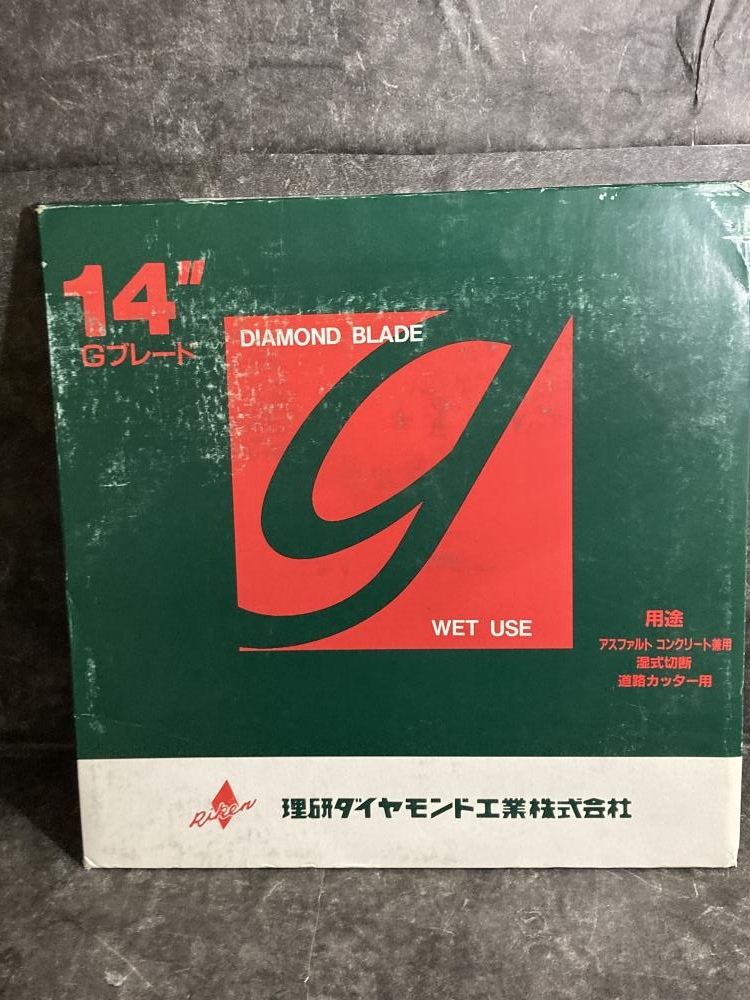 14"
Gブレード
DIAMOND BLADE
g
WET USE
用途
アスファルト コンクリート兼用
湿式切断
道路カッター用
Riken
理研ダイヤモンド工業株式会社